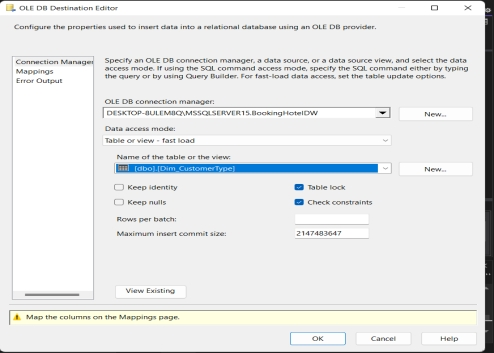 OLE DB Destination Editor
Configure the properties used to insert data into a relational database using an OLE DB provider.
Connection Manager
Mappings
Error Output
Specify an OLE DB connection manager, a data source, or a data source view, and select the data
access mode. If using the SQL command access mode, specify the SQL command either by typing
the query or by using Query Builder. For fast-load data access, set the table update options.
OLE DB connection manager:
DESKTOP-8ULEM8Q\MSSQLSERVER15.BookingHotelDW
New...
Data access mode:
Table or view - fast load
Name of the table or the view:
[dbo].[Dim_CustomerType]
New...
Keep identity
Table lock
Keep nulls
Check constraints
Rows per batch:
Maximum insert commit size:
2147483647
View Existing
Map the columns on the Mappings page.
OK
Cancel
Help